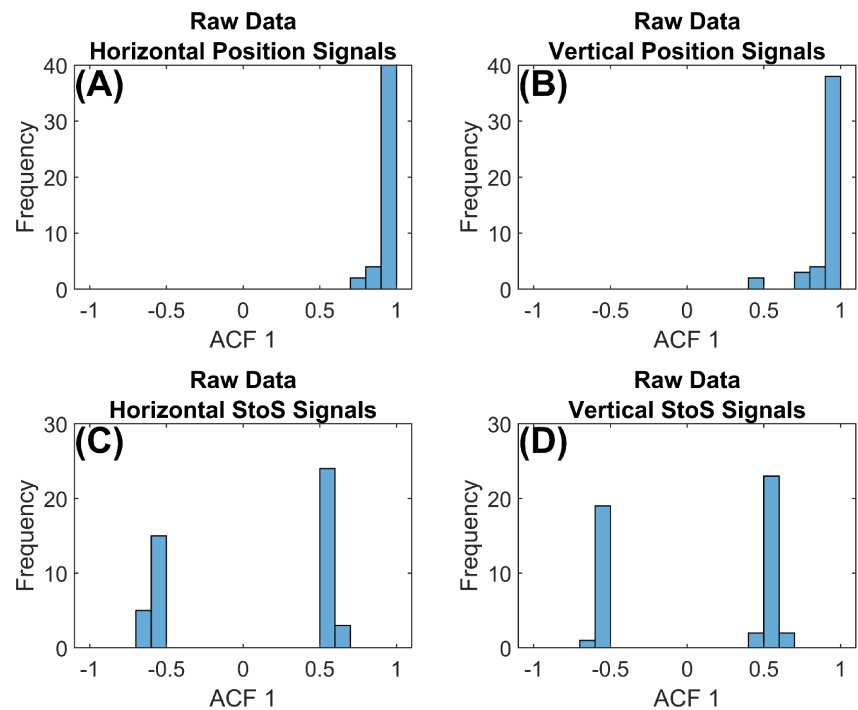 Raw Data
Horizontal Position Signals
(A)
40
30
20
10
0
Frequency
-1 -0.5 0 0.5 1
ACF 1
Raw Data
Vertical Position Signals
(B)
40
30
20
10
0
Frequency
-1 -0.5 0 0.5 1
ACF 1
Raw Data
Horizontal StoS Signals
(C)
30
20
10
0
Frequency
-1 -0.5 0 0.5 1
ACF 1
Raw Data
Vertical StoS Signals
(D)
30
20
10
0
Frequency
-1 -0.5 0 0.5 1
ACF 1